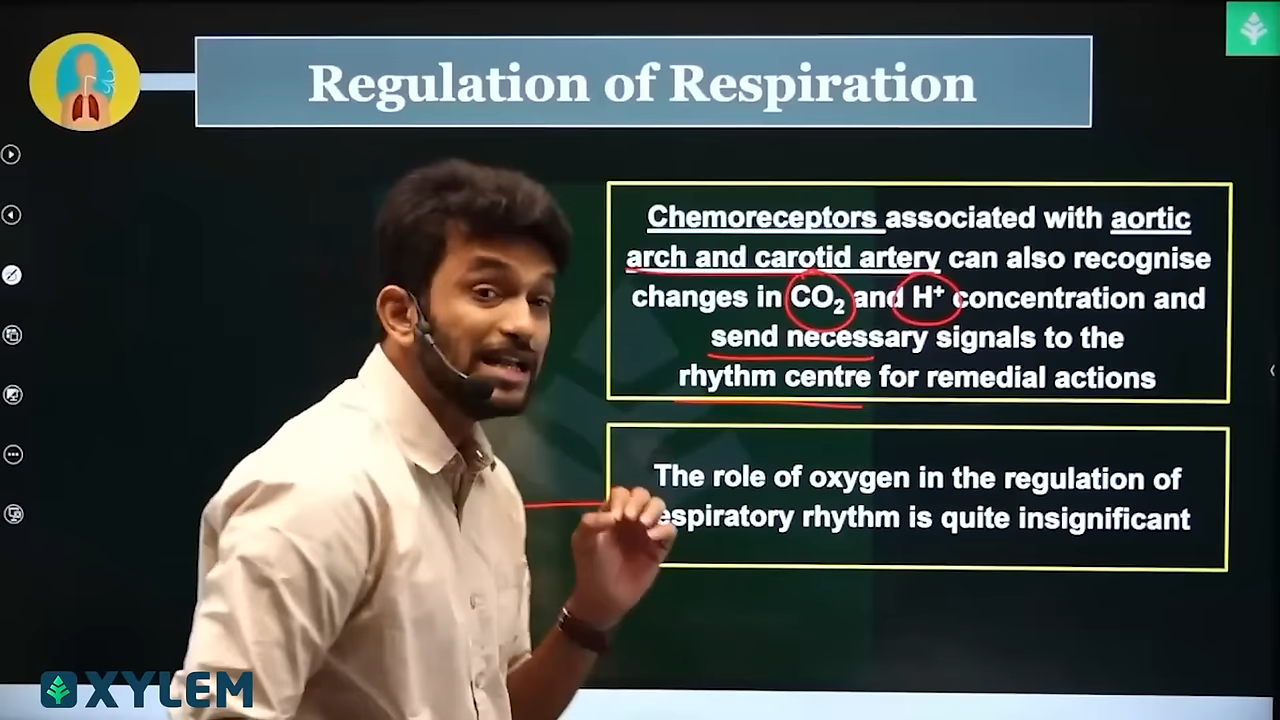 Regulation of Respiration
Chemoreceptors associated with aortic
arch and carotid artery can also recognise
changes in CO₂ and H⁺ concentration and
send necessary signals to the
rhythm centre for remedial actions
The role of oxygen in the regulation of
espiratory rhythm is quite insignificant
XYLEM